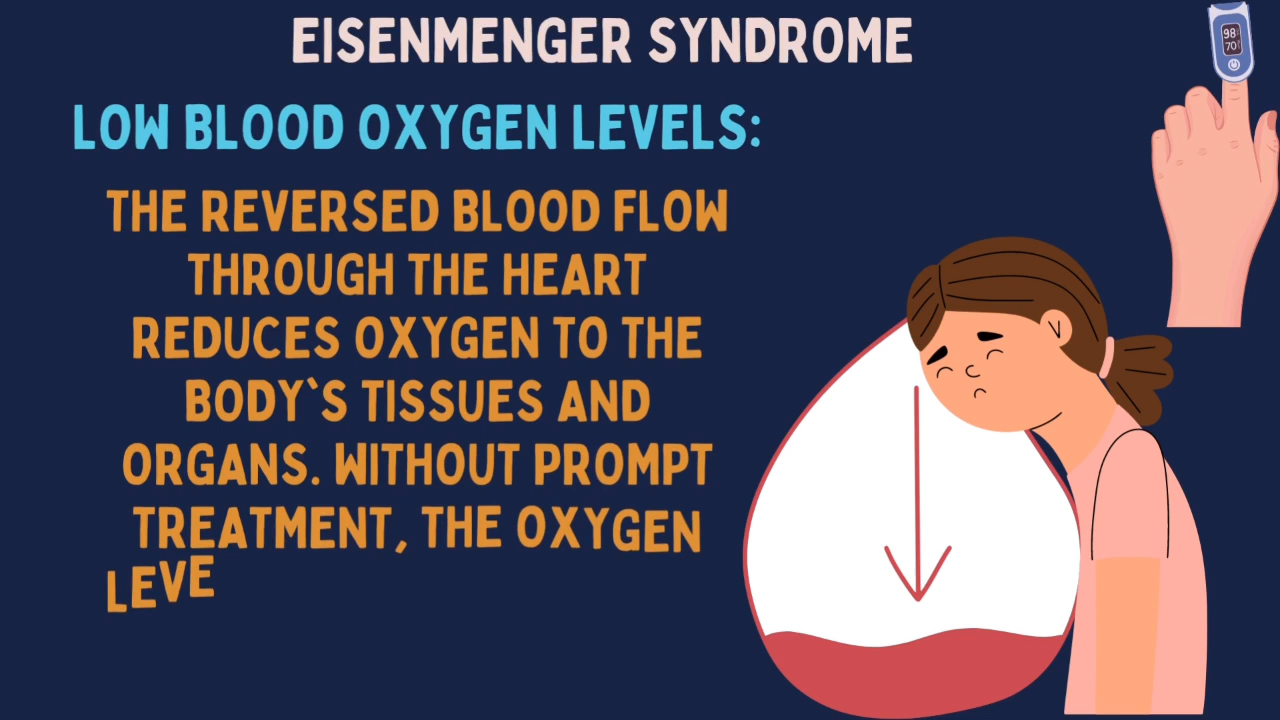 EISENMENGER SYNDROME
LOW BLOOD OXYGEN LEVELS:
THE REVERSED BLOOD FLOW
THROUGH THE HEART
REDUCES OXYGEN TO THE
BODY`S TISSUES AND
ORGANS. WITHOUT PROMPT
TREATMENT, THE OXYGEN
LEVE
98
70